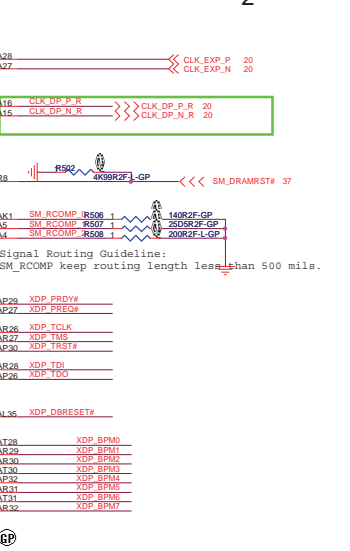 2
A28 CLK_EXP_P 20
A27 CLK_EXP_N 20
A16 CLK_DP_P_R CLK_DP_P_R 20
A15 CLK_DP_N_R CLK_DP_N_R 20
R502
R8 4K99R2F-L-GP SM_DRAMRST# 37
AK1 SM_RCOMP_0 R506 1 140R2F-GP
A5 SM_RCOMP_1 R507 1 25D5R2F-GP
A4 SM_RCOMP_2 R508 1 200R2F-L-GP
Signal Routing Guideline:
SM_RCOMP keep routing length less than 500 mils.
AP29 XDP_PRDY#
AP27 XDP_PREQ#
AR26 XDP_TCLK
AR27 XDP_TMS
AP30 XDP_TRST#
AR28 XDP_TDI
AP26 XDP_TDO
AL35 XDP_DBRESET#
AT28 XDP_BPM0
AR29 XDP_BPM1
AR30 XDP_BPM2
AT30 XDP_BPM3
AP32 XDP_BPM4
AR31 XDP_BPM5
AT31 XDP_BPM6
AR32 XDP_BPM7
GP